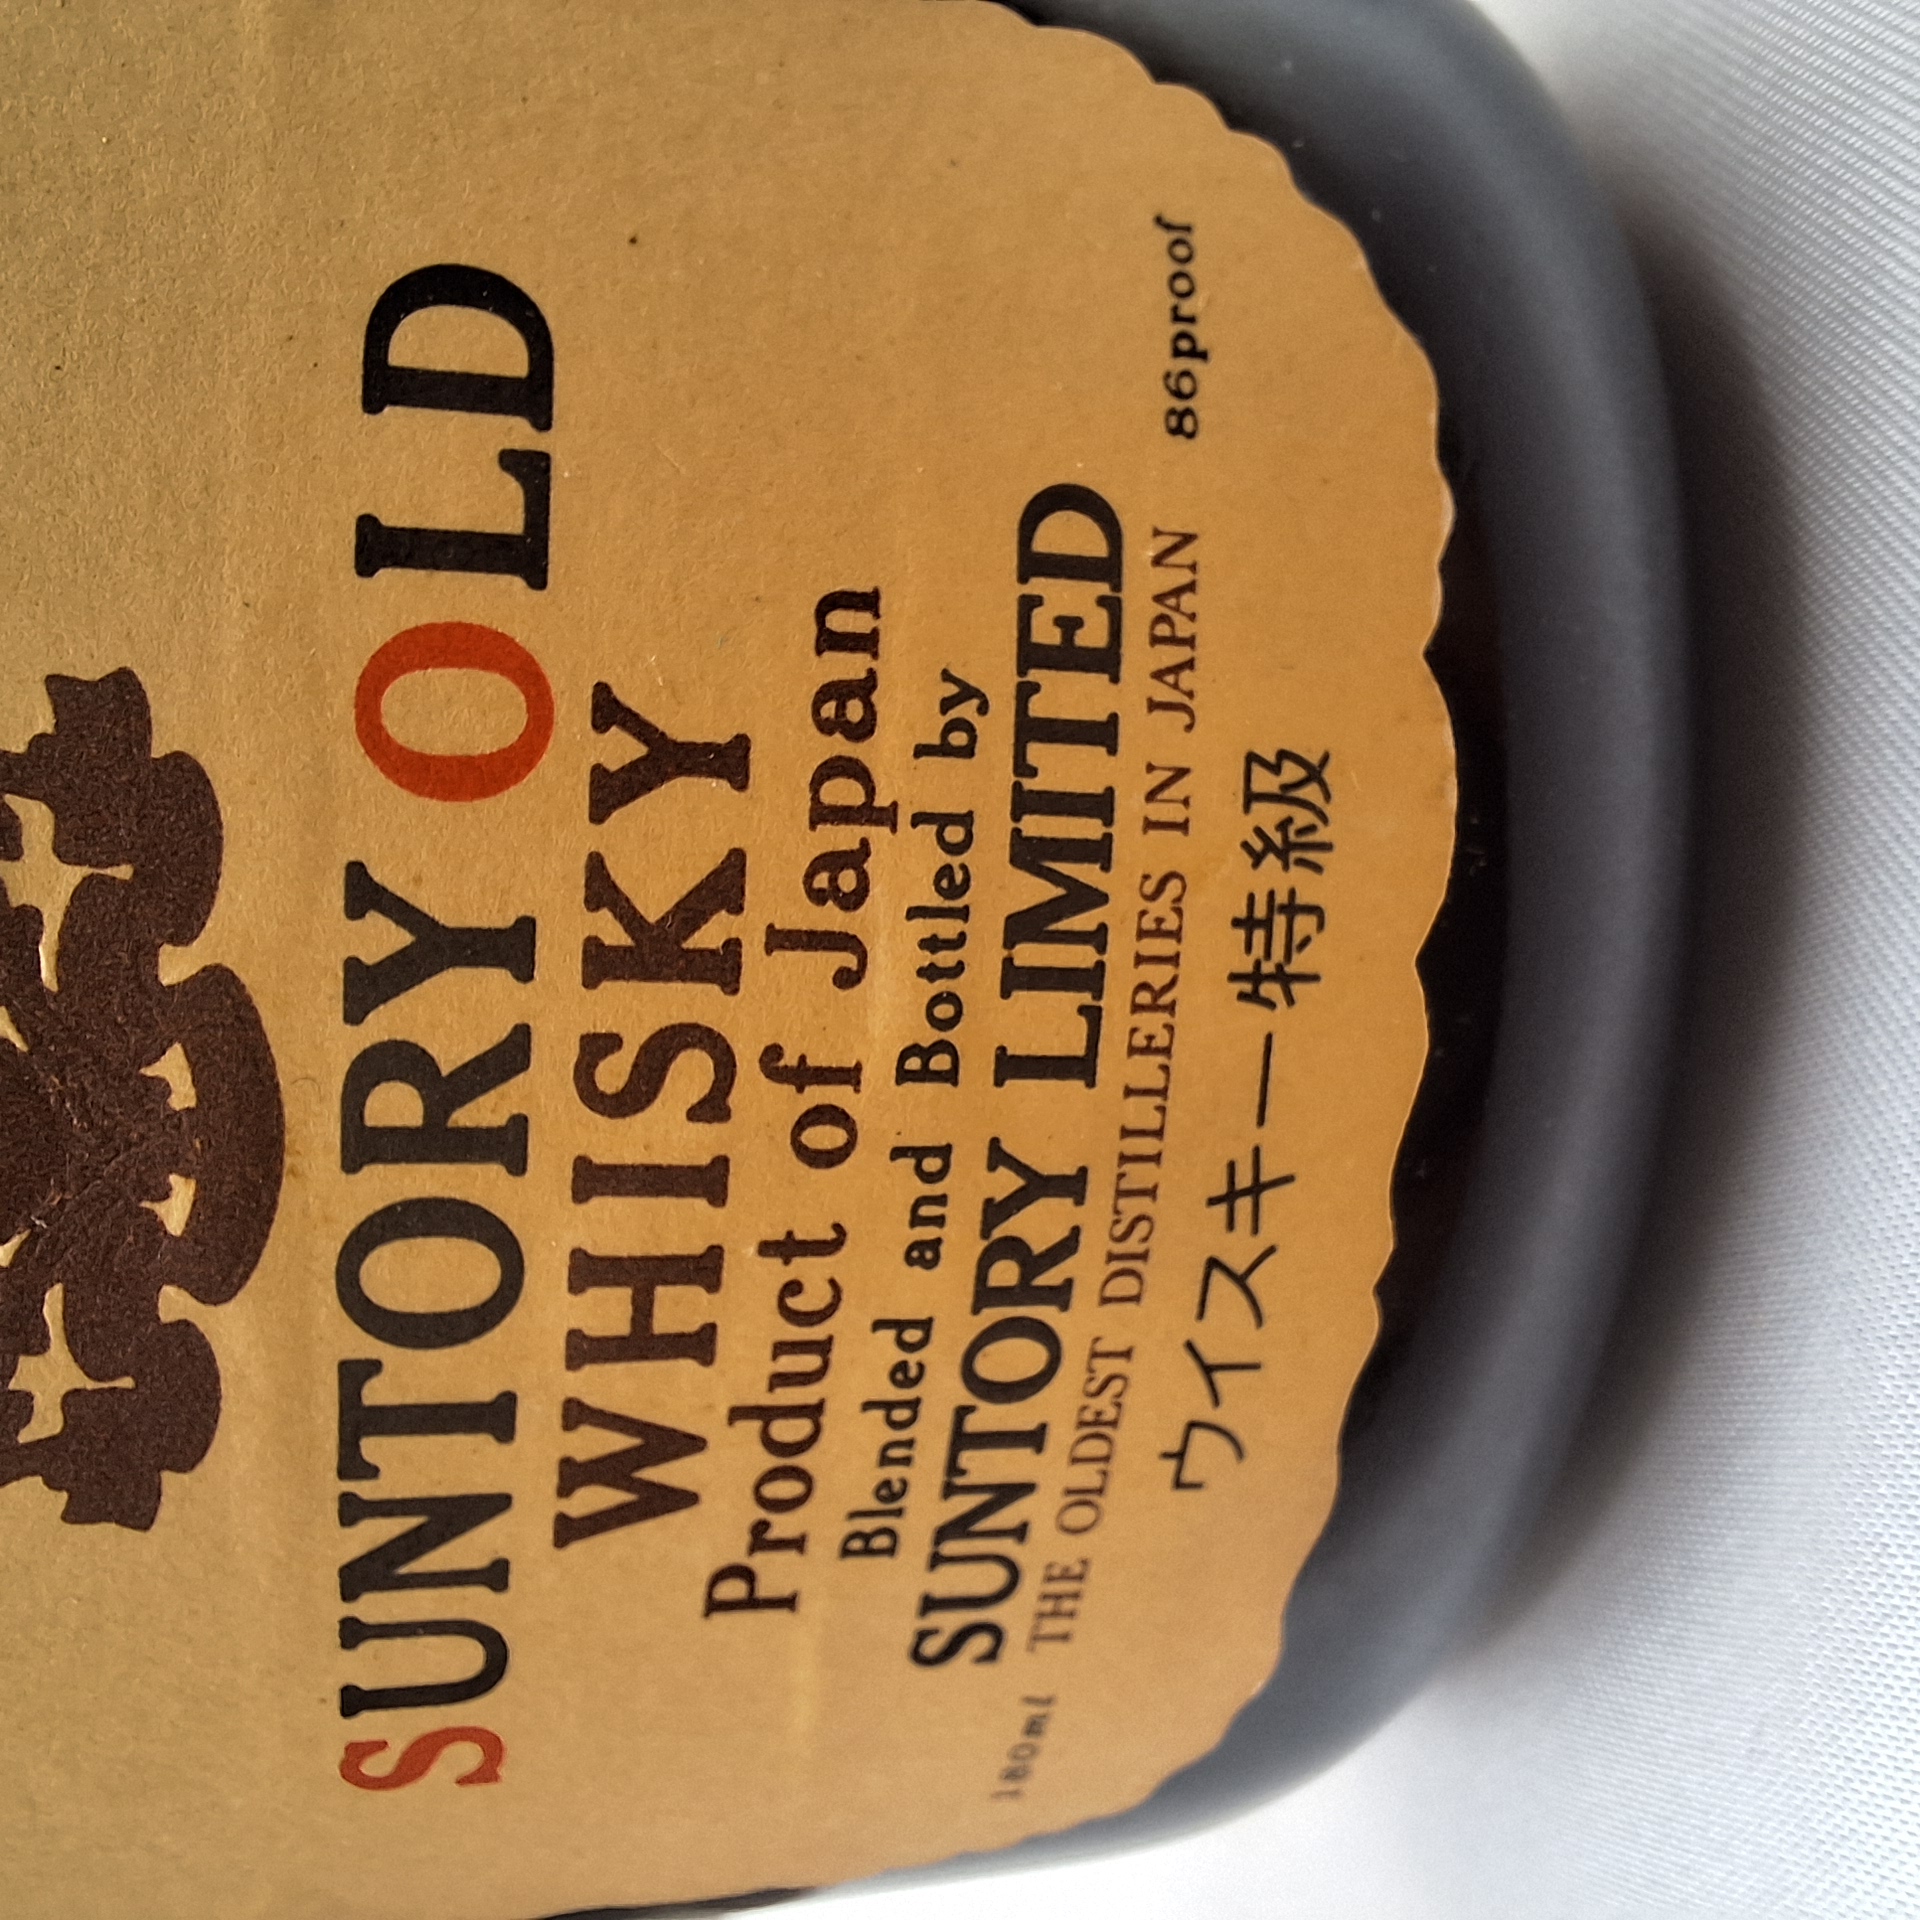 SUNTORY OLD
WHISKY
Product of Japan
Blended and Bottled by
SUNTORY LIMITED
180ml THE OLDEST DISTILLERIES IN JAPAN 86proof
ウイスキー特級